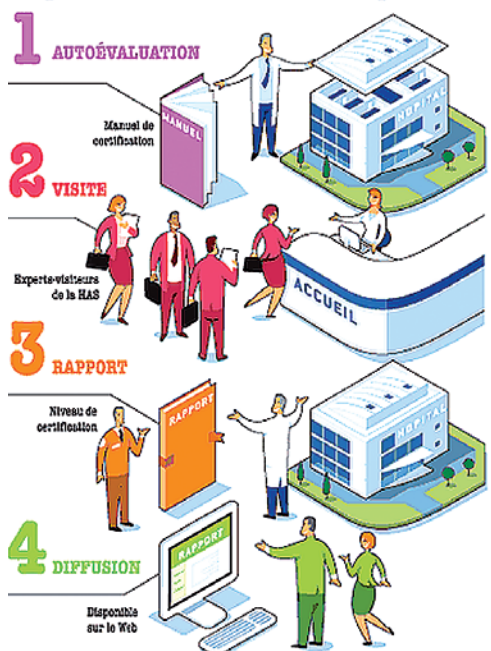 1 AUTOÉVALUATION
Manuel de
certification
MANUEL
HOPITAL
2 VISITE
Experts-visiteurs
de la HAS
ACCUEIL
3 RAPPORT
Niveau de
certification
RAPPORT
HOPITAL
4 DIFFUSION
Disponible
sur le Web
RAPPORT